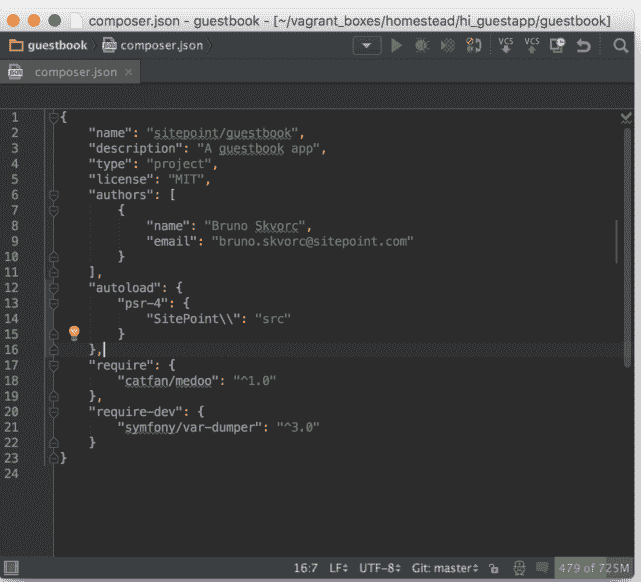 composer.json - guestbook - [~/vagrant_boxes/homestead/hi_guestapp/guestbook]
guestbook composer.json VCS VCS
JSON composer.json ×
1 {
2 "name": "sitepoint/guestbook",
3 "description": "A guestbook app",
4 "type": "project",
5 "license": "MIT",
6 "authors": [
7 {
8 "name": "Bruno Skvorc",
9 "email": "bruno.skvorc@sitepoint.com"
10 }
11 ],
12 "autoload": {
13 "psr-4": {
14 "SitePoint\\": "src"
15 }
16 },
17 "require": {
18 "catfan/medoo": "^1.0"
19 },
20 "require-dev": {
21 "symfony/var-dumper": "^3.0"
22 }
23 }
24
16:7 LF UTF-8 Git: master 479 of 725M